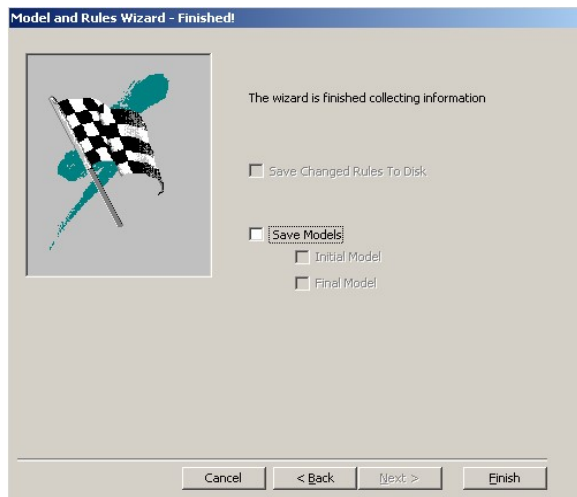 Model and Rules Wizard - Finished!
The wizard is finished collecting information
Save Changed Rules To Disk
Save Models
Initial Model
Final Model
Cancel
< Back
Next >
Finish